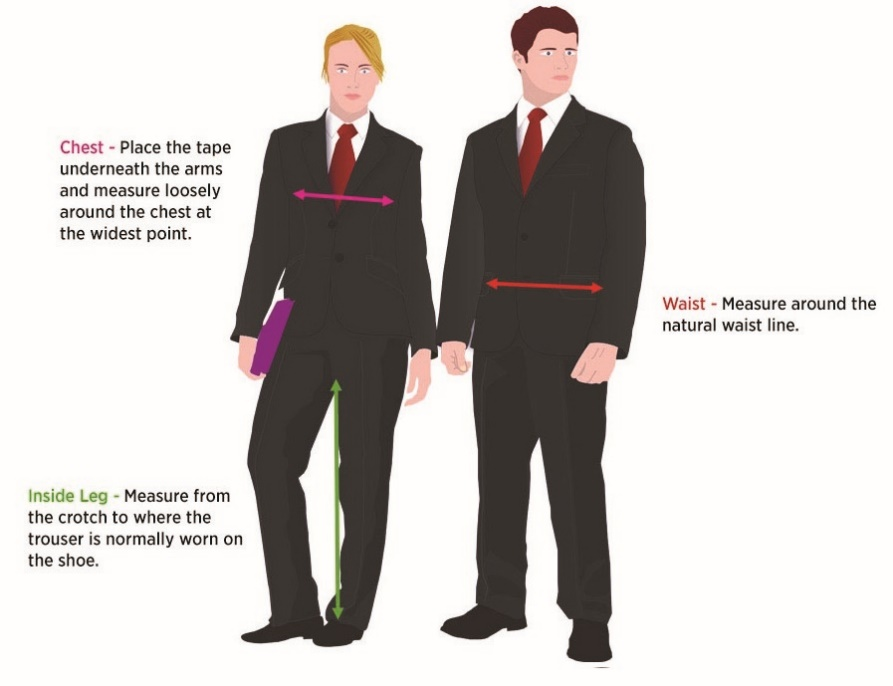 Chest - Place the tape
underneath the arms
and measure loosely
around the chest at
the widest point.
Waist - Measure around the
natural waist line.
Inside Leg - Measure from
the crotch to where the
trouser is normally worn on
the shoe.